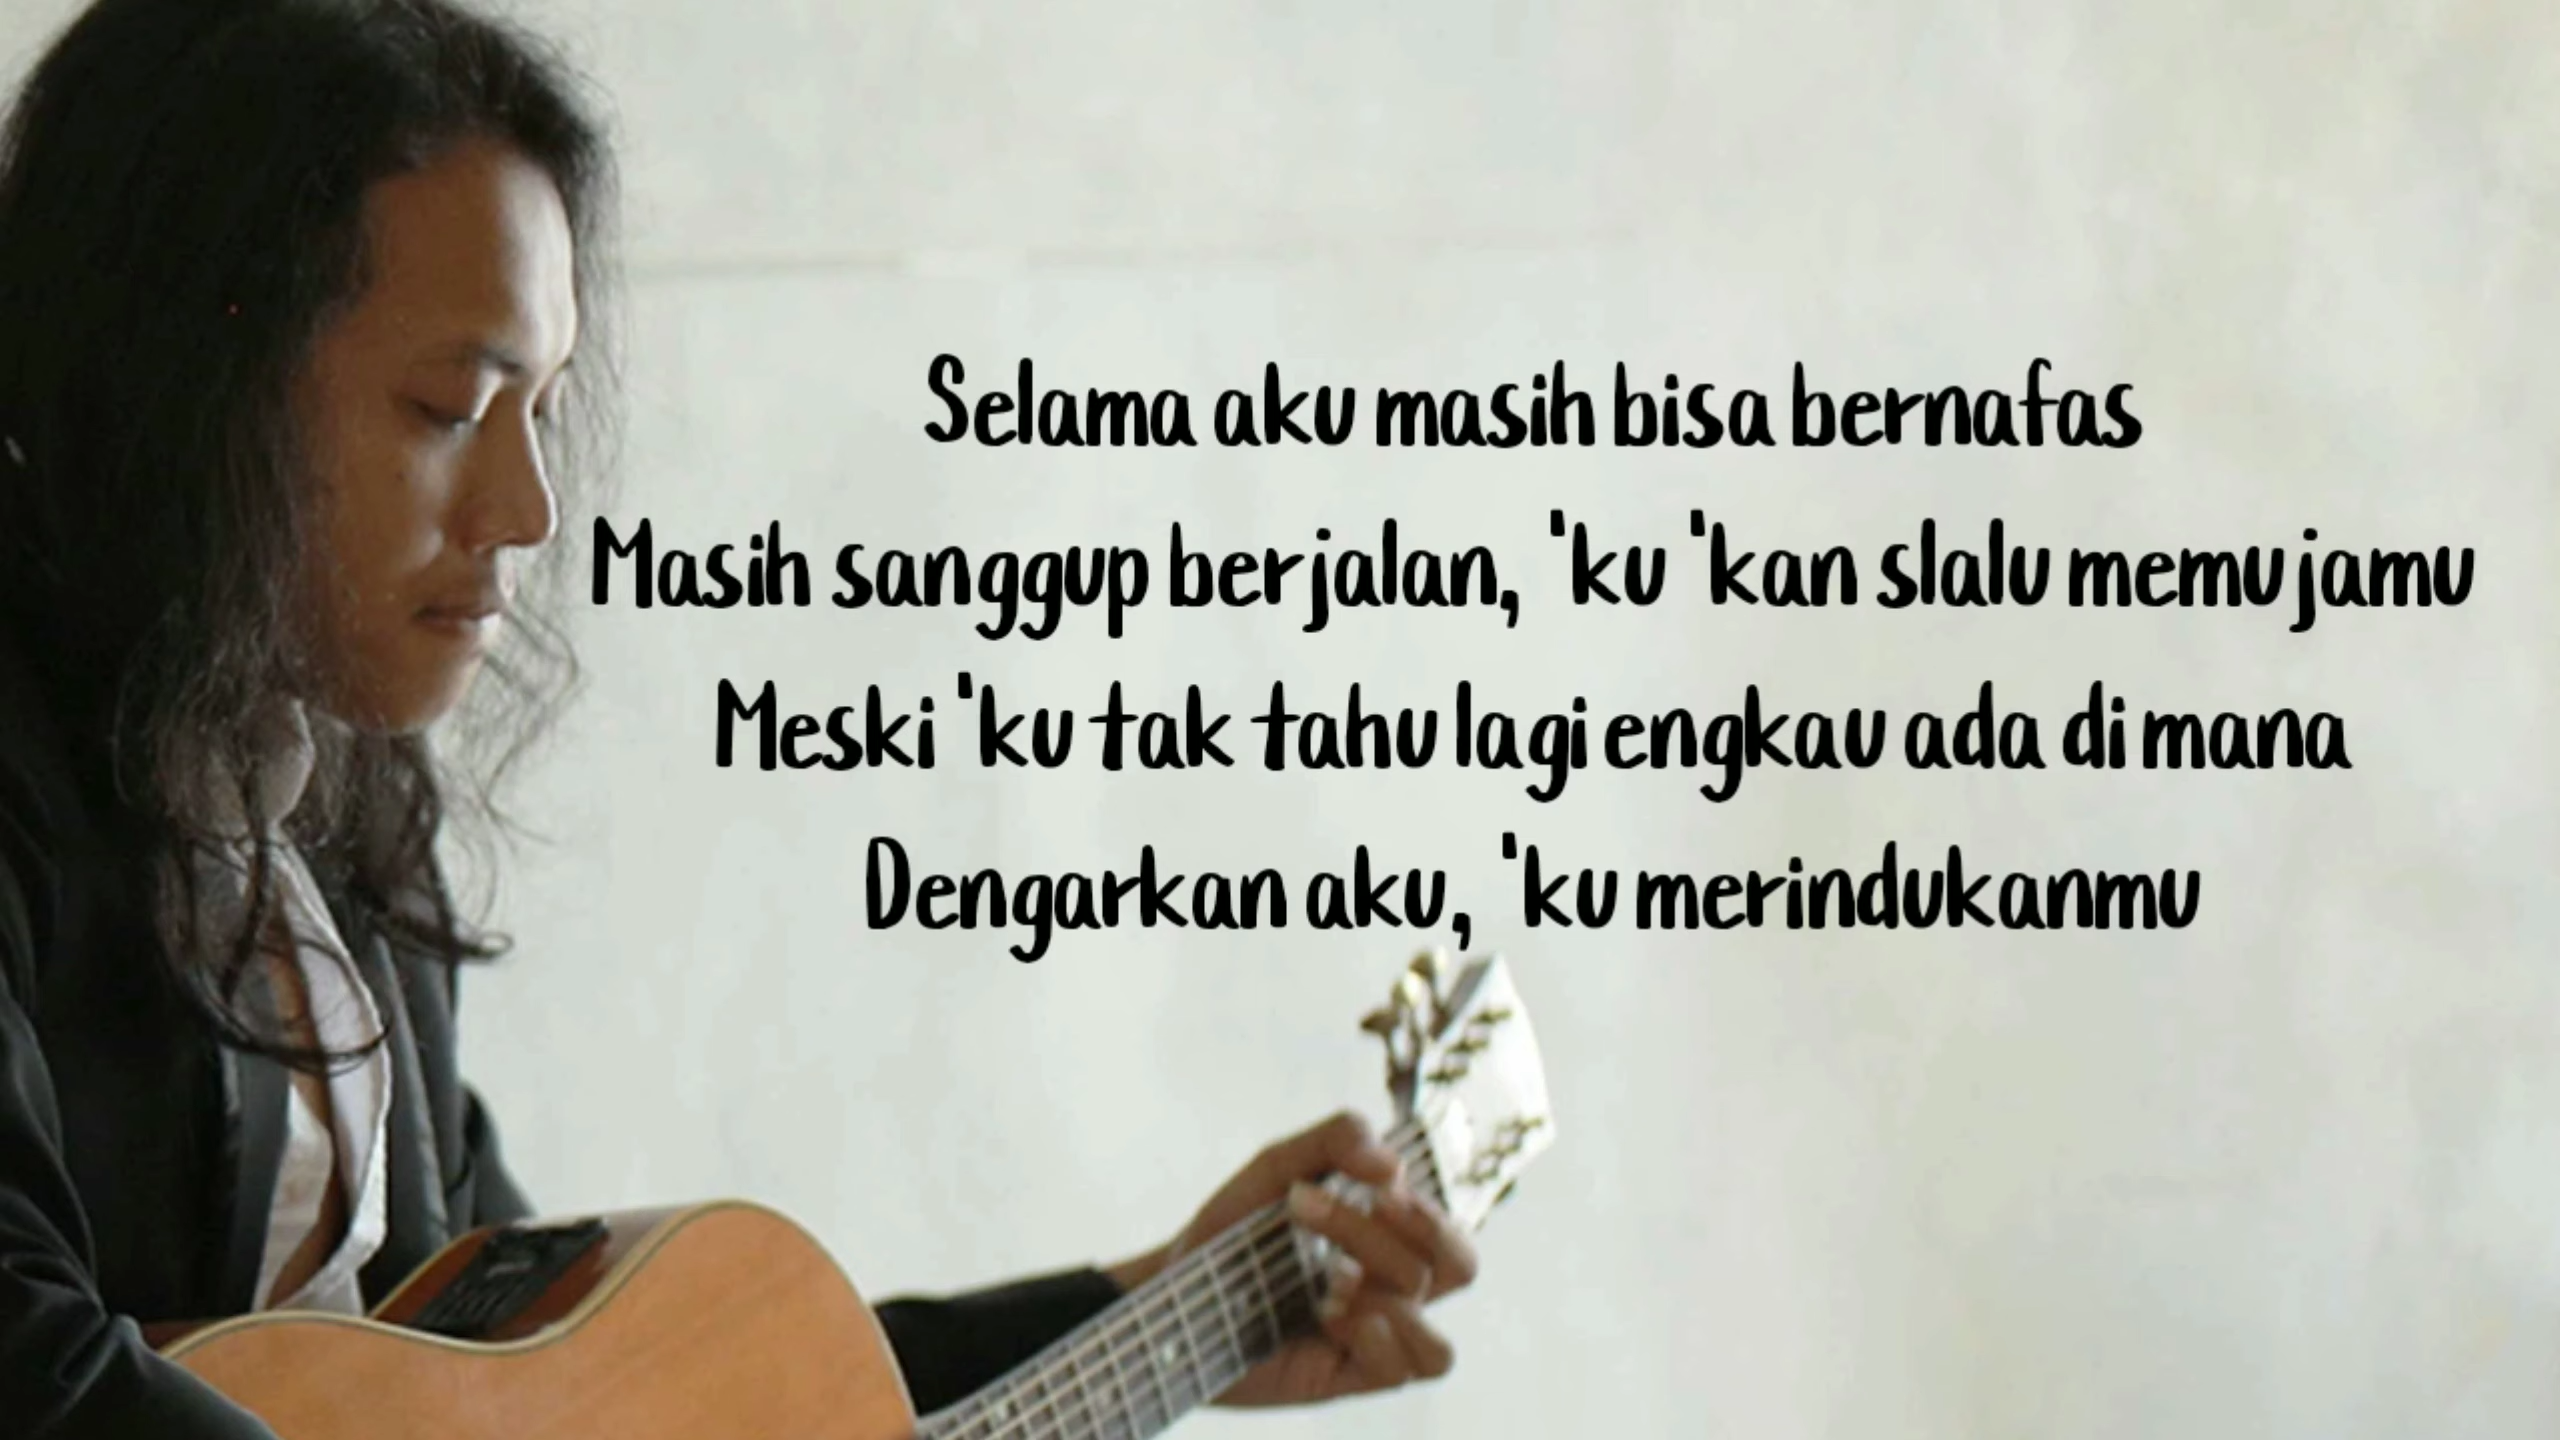 Selama aku masih bisa bernafas
Masih sanggup berjalan, 'ku 'kan slalu memujamu
Meski 'ku tak tahu lagi engkau ada di mana
Dengarkan aku, 'ku merindukanmu